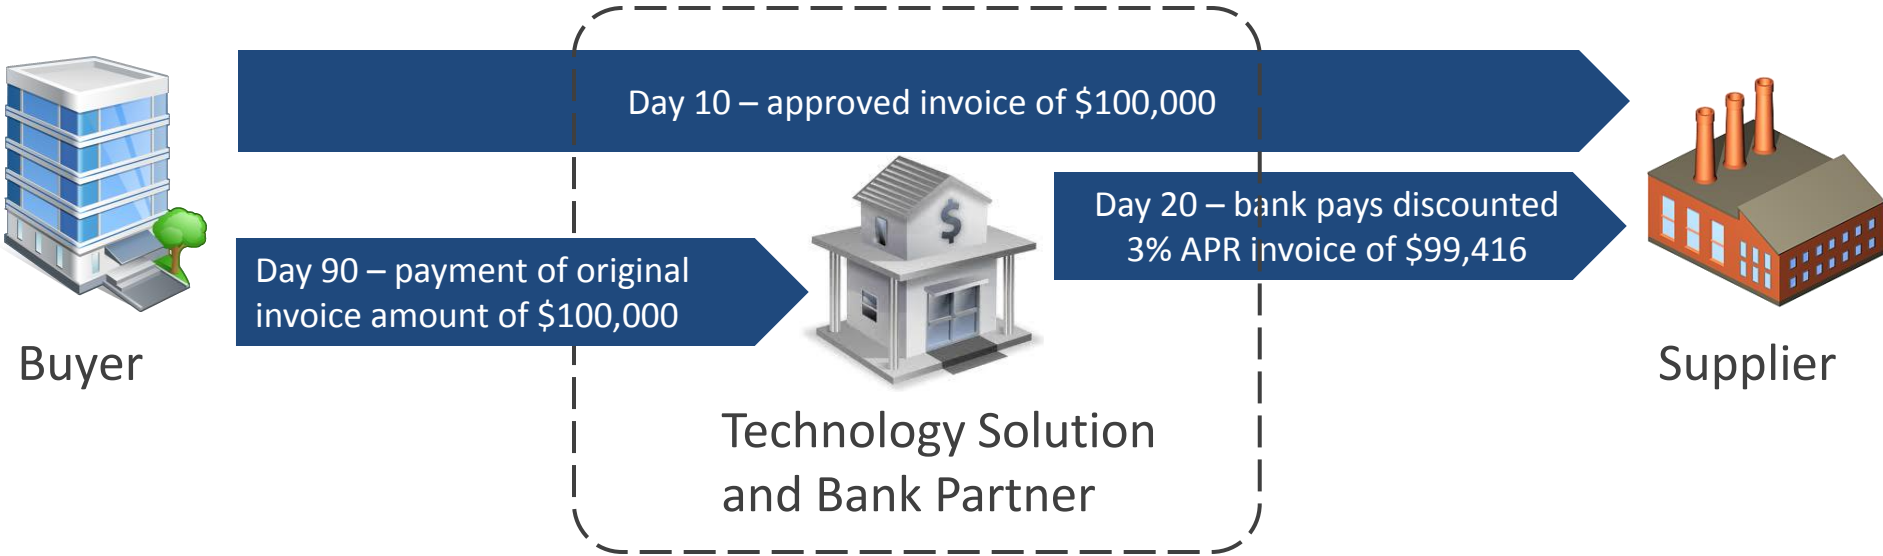 Day 10 – approved invoice of $100,000
Day 20 – bank pays discounted
3% APR invoice of $99,416
Day 90 – payment of original
invoice amount of $100,000
$
Buyer
Supplier
Technology Solution
and Bank Partner